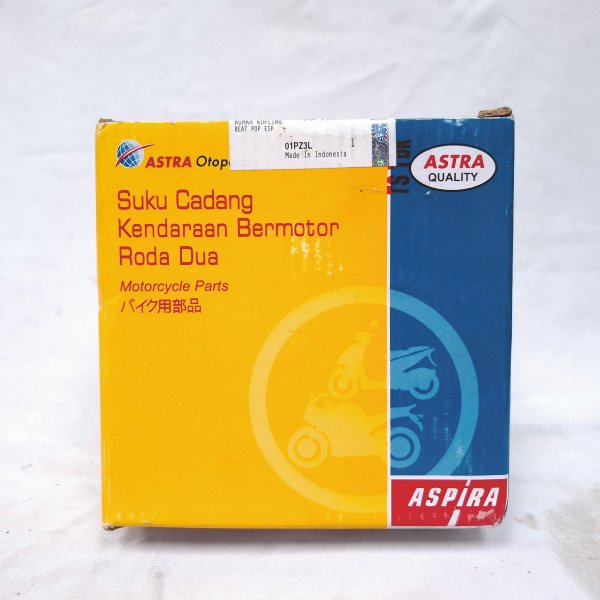 RUMAH KOPLING
BEAT POP ESP
01PZ3L 1
Made In Indonesia
ASTRA Otopa
ASTRA
QUALITY
Suku Cadang
Kendaraan Bermotor
Roda Dua
Motorcycle Parts
バイク用部品
ASPIRA